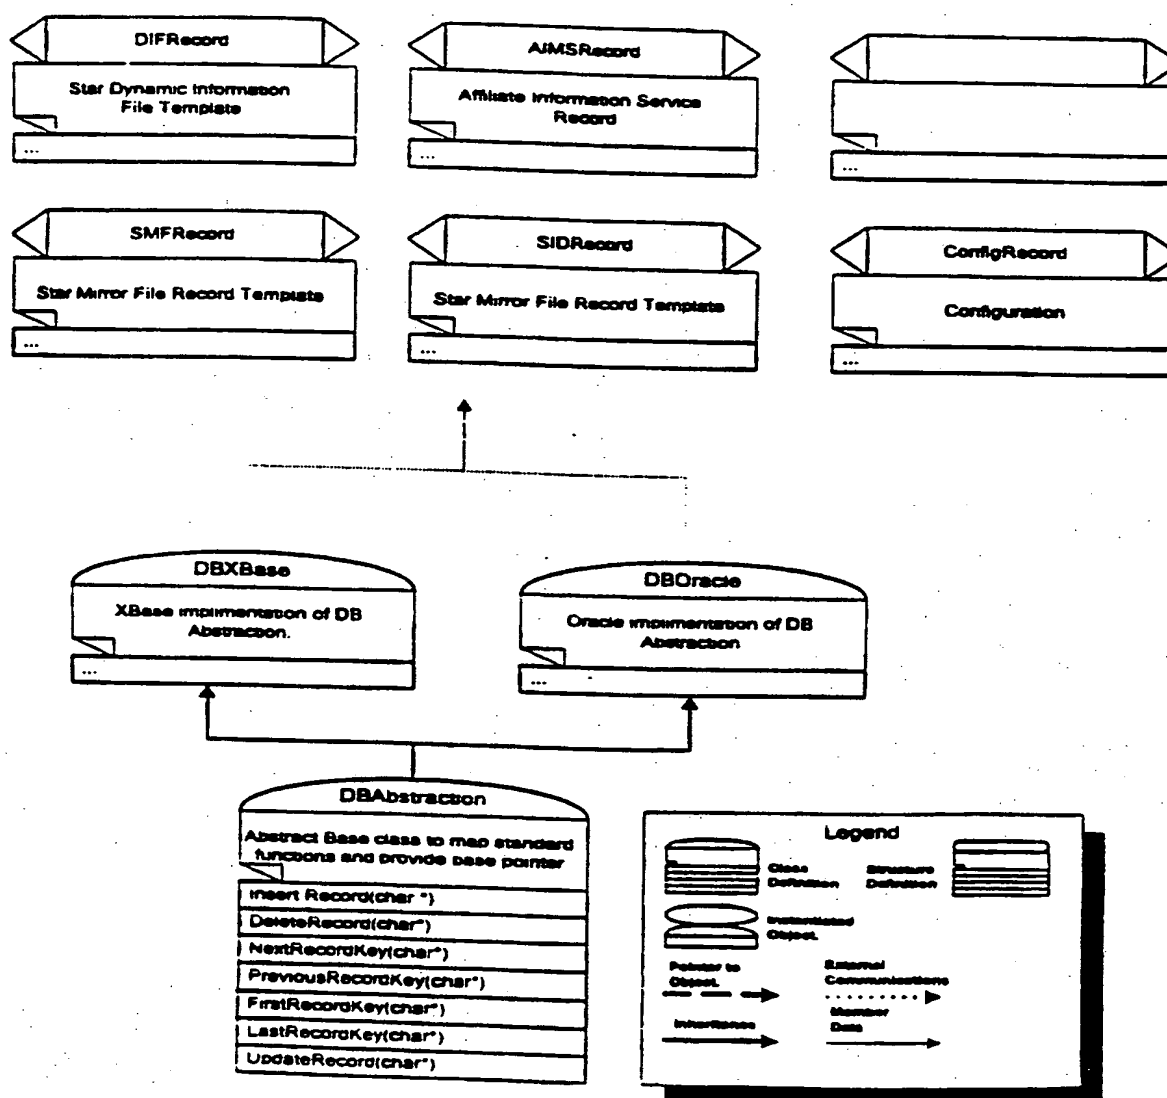 DIFRecord
Star Dynamic Information
File Template
...
AIMSRecord
Affiliate Information Service
Record
...
...
SMFRecord
Star Mirror File Record Template
...
SIDRecord
Star Mirror File Record Template
...
ConfigRecord
Configuration
...
DBXBase
XBase implimentation of DB
Abstraction.
...
DBOracle
Oracle implimentation of DB
Abstraction
...
DBAbstraction
Abstract Base class to map standard
functions and provide base pointer
Insert Record(char *)
DeleteRecord(char*)
NextRecordKey(char*)
PreviousRecordKey(char*)
FirstRecordKey(char*)
LastRecordKey(char*)
UpdateRecord(char*)
Legend
Class
Definition
Structure
Definition
Instantiated
Object.
Pointer to
Object.
External
Communications
Inheritance
Member
Data